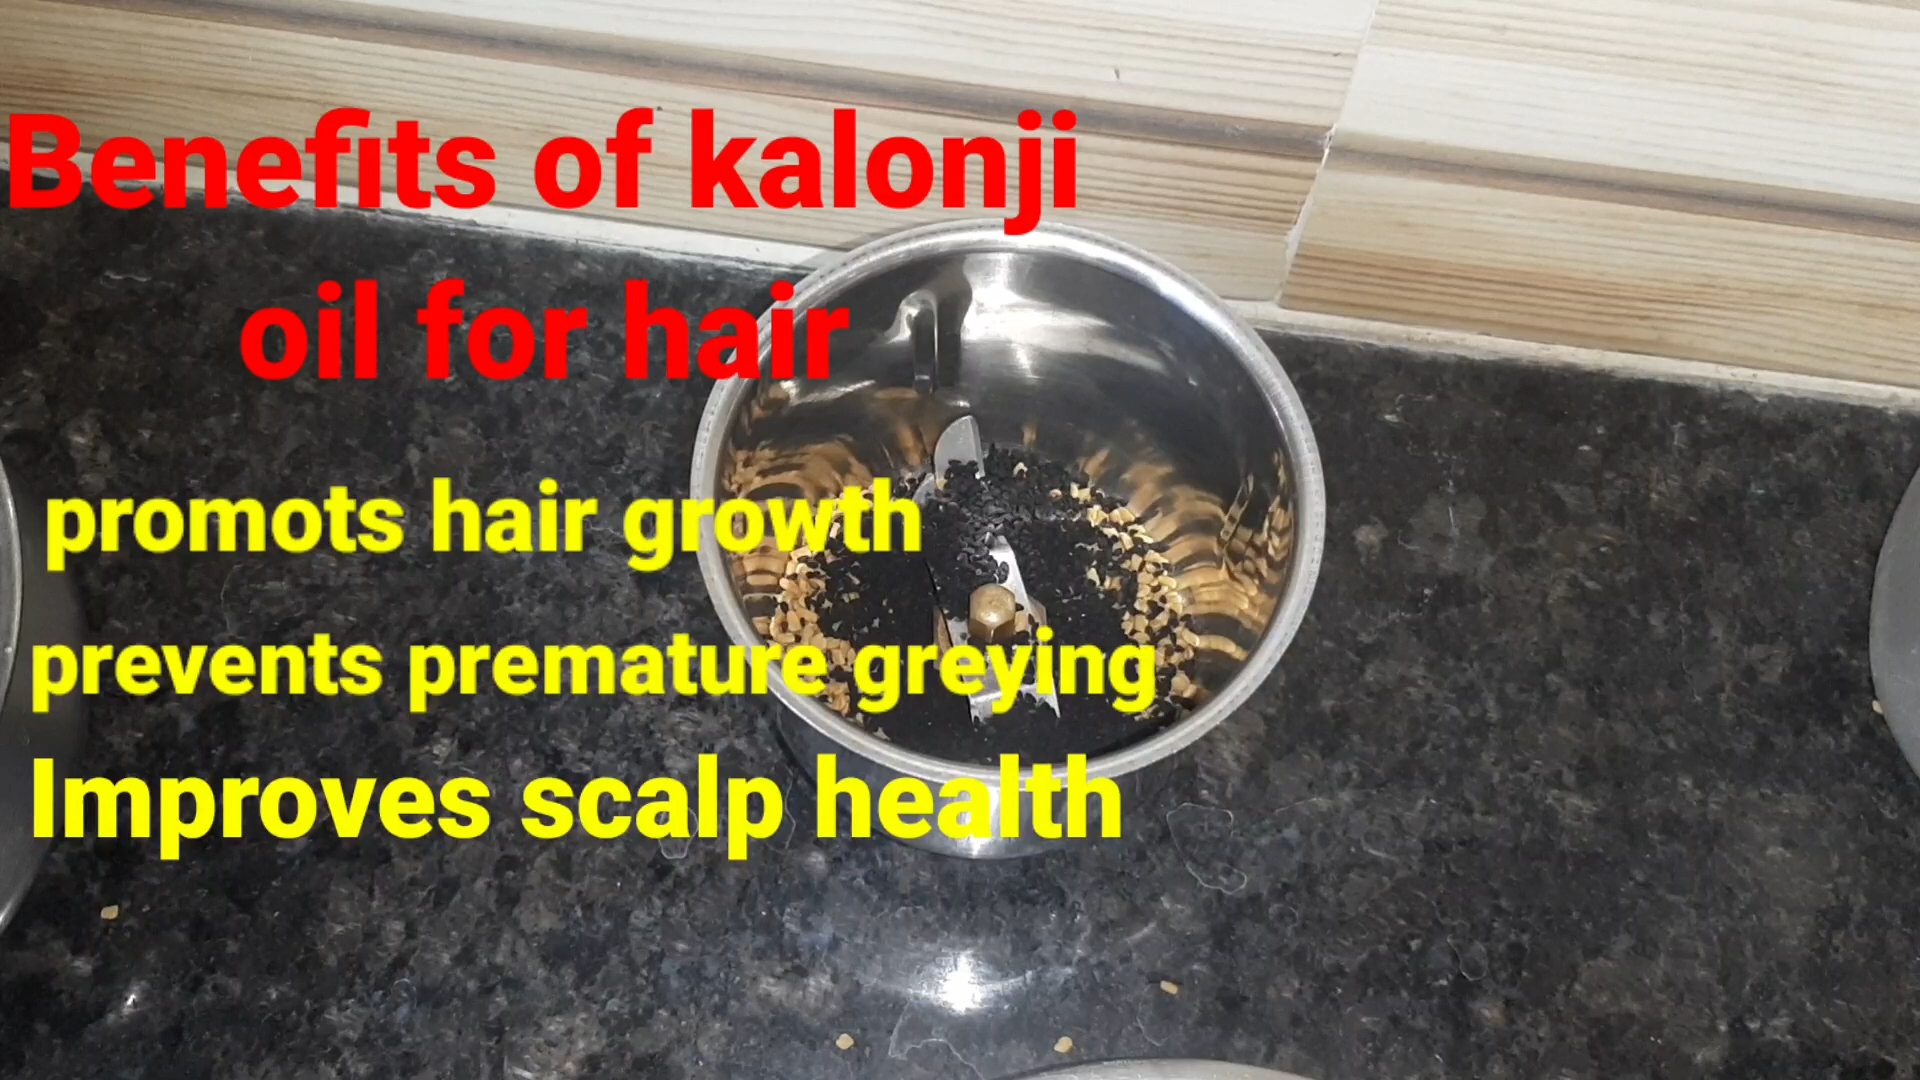 Benefits of kalonji
oil for hair
promots hair growth
prevents premature greying
Improves scalp health